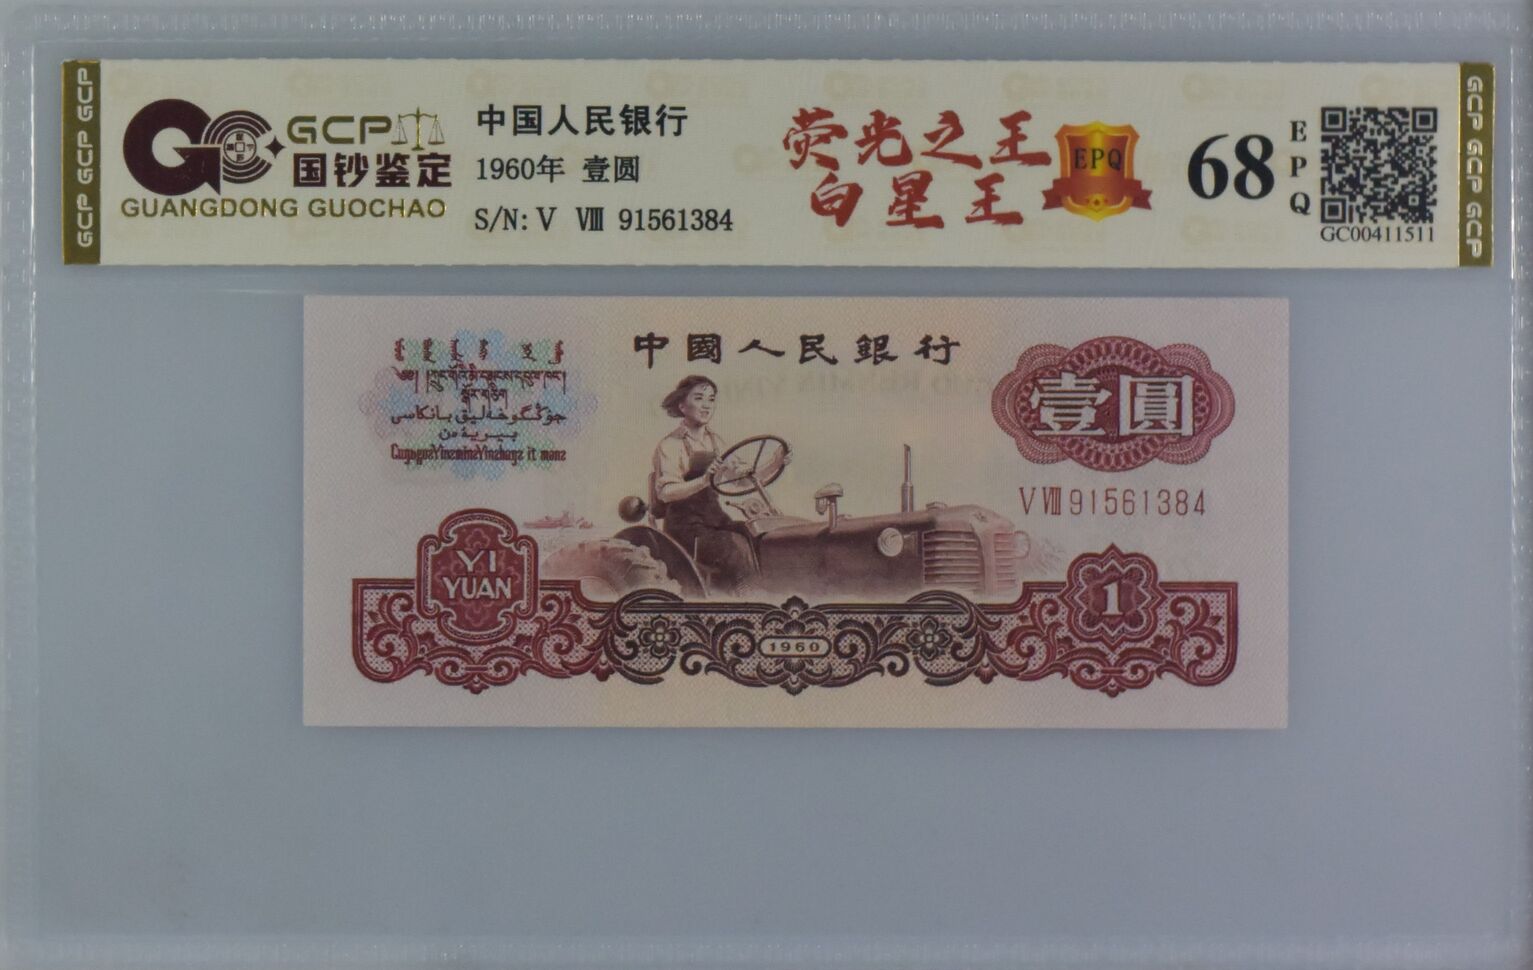 GCP GCP GCP
GCP
国钞鉴定
GUANGDONG GUOCHAO
中国人民银行
1960年 壹圆
S/N: V Ⅷ 91561384
荧光之王
白星王
EPQ
68
EPQ
GC00411511
GCP GCP GCP
中國人民銀行
壹圓
VⅧ91561384
YI
YUAN
1960
1